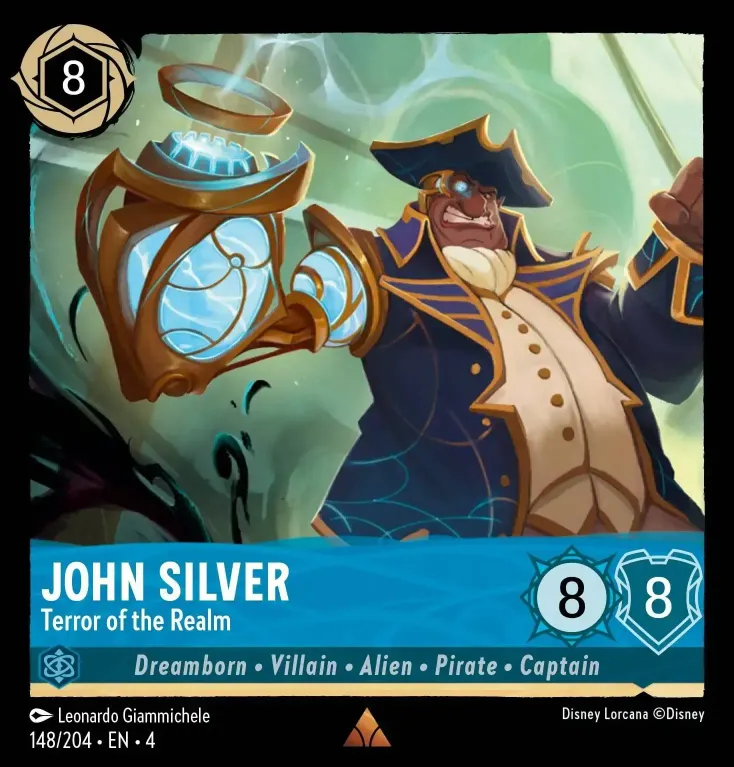 8
JOHN SILVER
Terror of the Realm
8 8
Dreamborn • Villain • Alien • Pirate • Captain
Leonardo Giammichele
Disney Lorcana ©Disney
148/204 • EN • 4